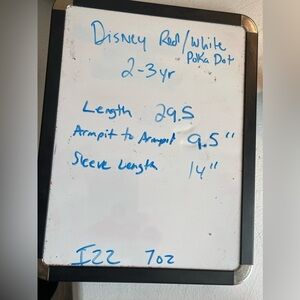 Disney Red/White
Polka Dot
2-3yr
Length 29.5
Armpit to Armpit 9.5"
Sleeve Length 14"
I22 7oz